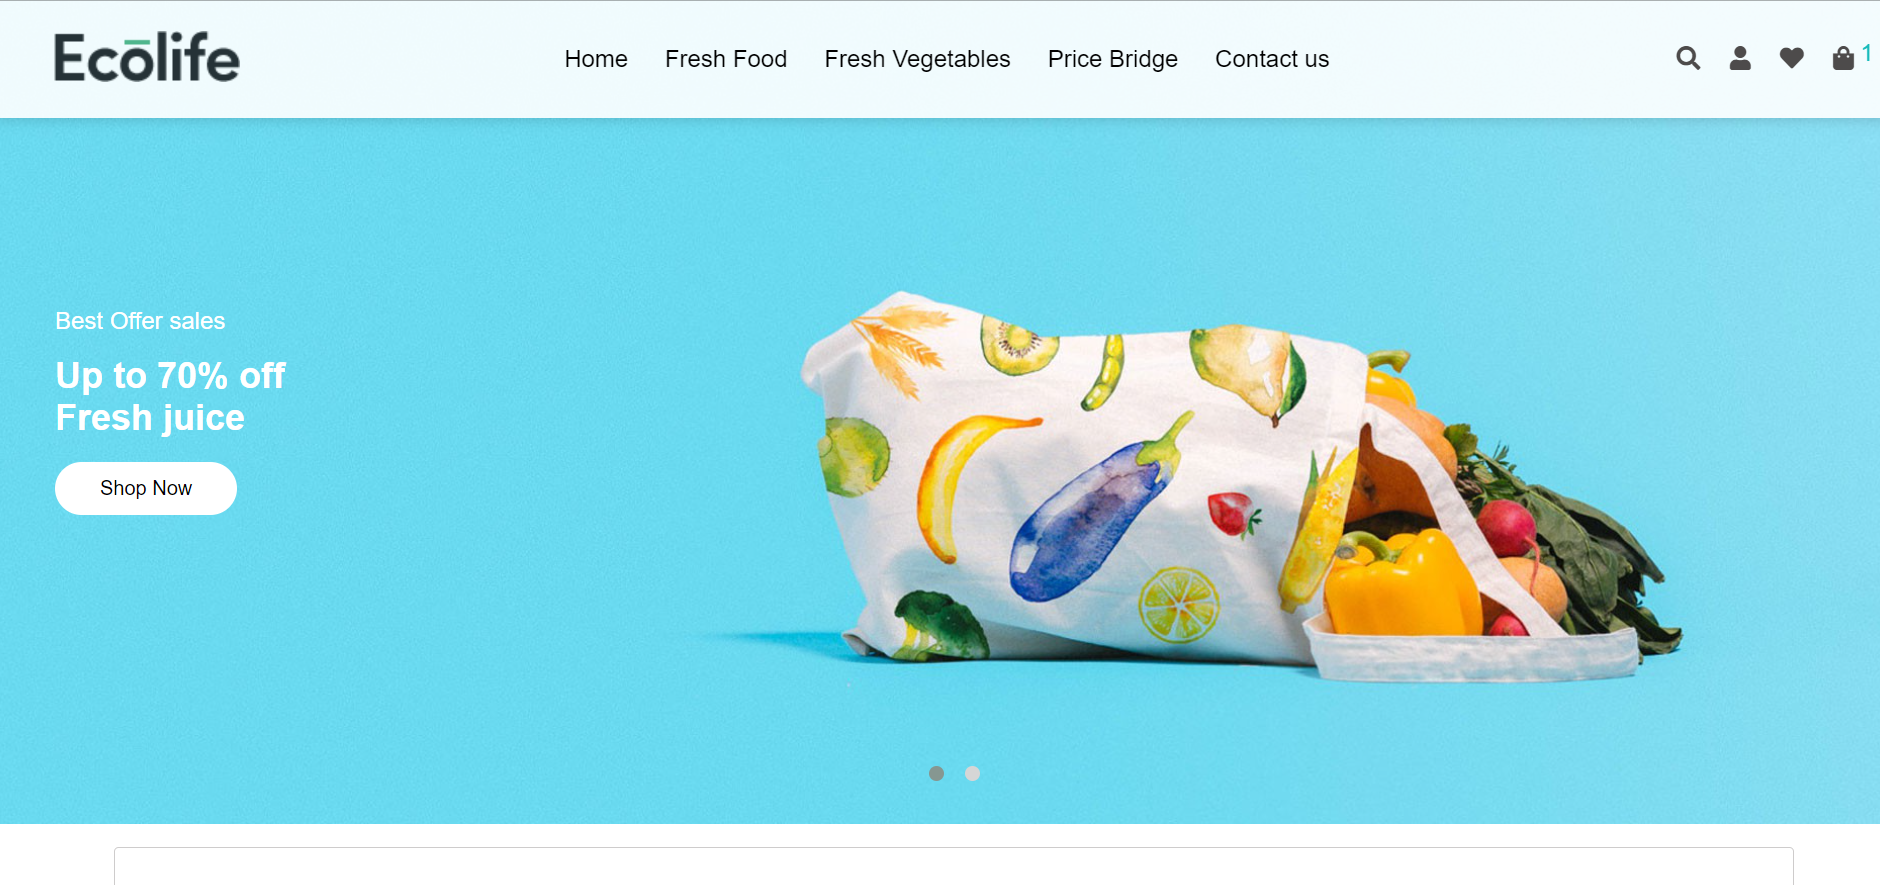 Ecolife
Home
Fresh Food
Fresh Vegetables
Price Bridge
Contact us
1
Best Offer sales
Up to 70% off
Fresh juice
Shop Now